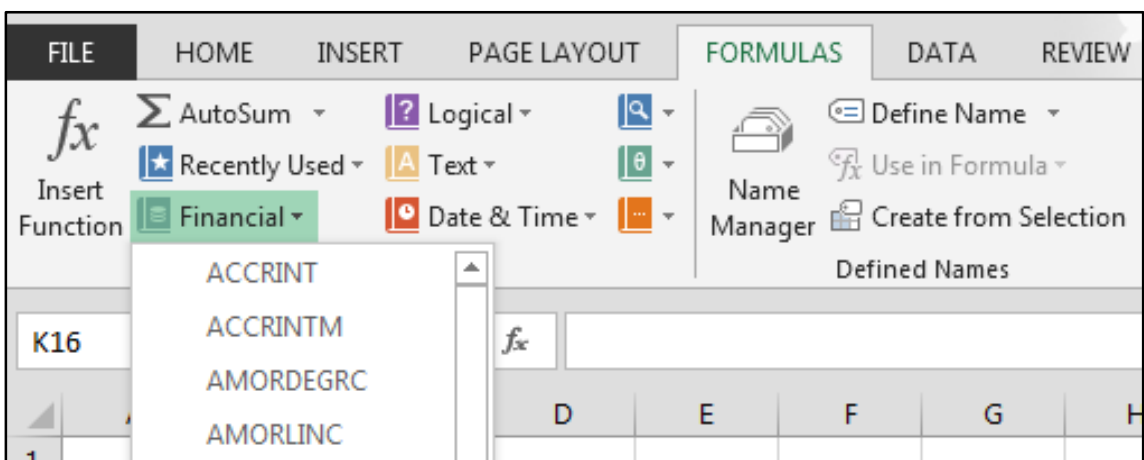 FILE HOME INSERT PAGE LAYOUT FORMULAS DATA REVIEW
fx Insert Function
AutoSum
Recently Used
Financial
Logical
Text
Date & Time
θ
Name Manager
Define Name
fx Use in Formula
Create from Selection
Defined Names
ACCRINT
ACCRINTM
AMORDEGRC
AMORLINC
K16 fx
D E F G